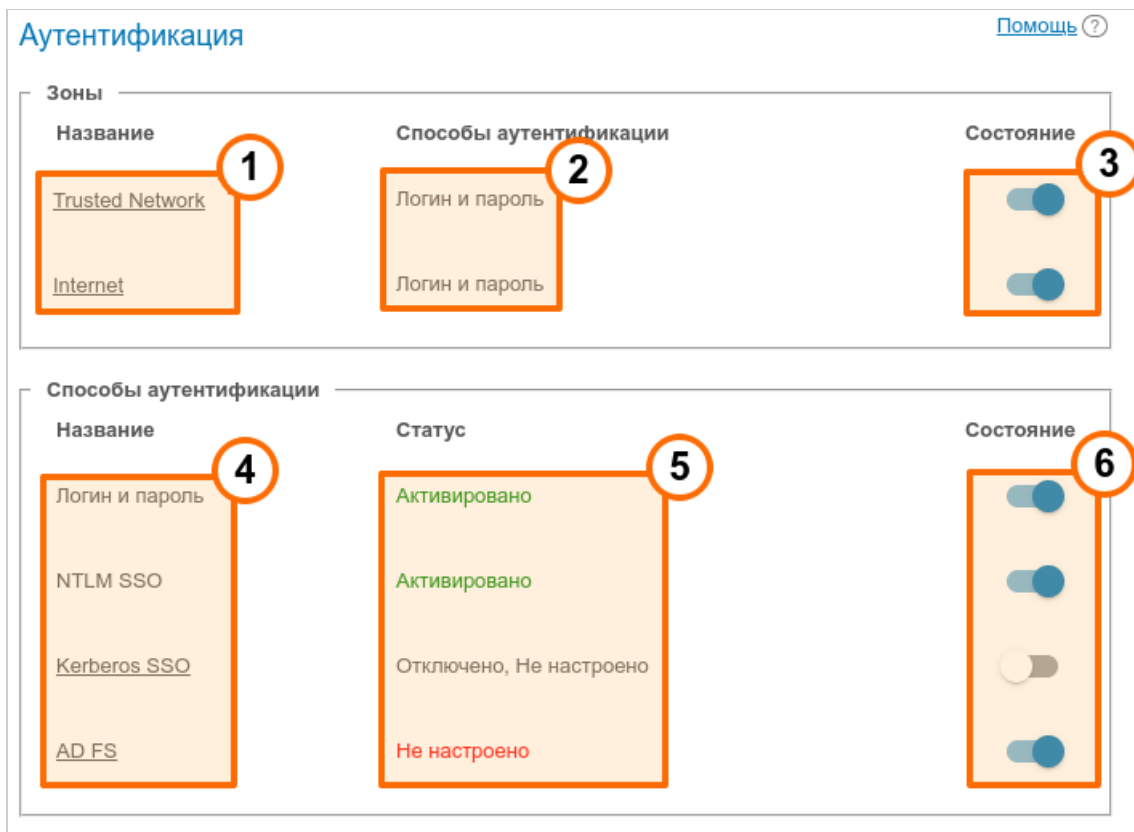 Аутентификация
Помощь ?
Зоны
Название Способы аутентификации Состояние
1 2 3
Trusted Network Логин и пароль
Internet Логин и пароль
Способы аутентификации
Название Статус Состояние
4 5 6
Логин и пароль Активировано
NTLM SSO Активировано
Kerberos SSO Отключено, Не настроено
AD FS Не настроено